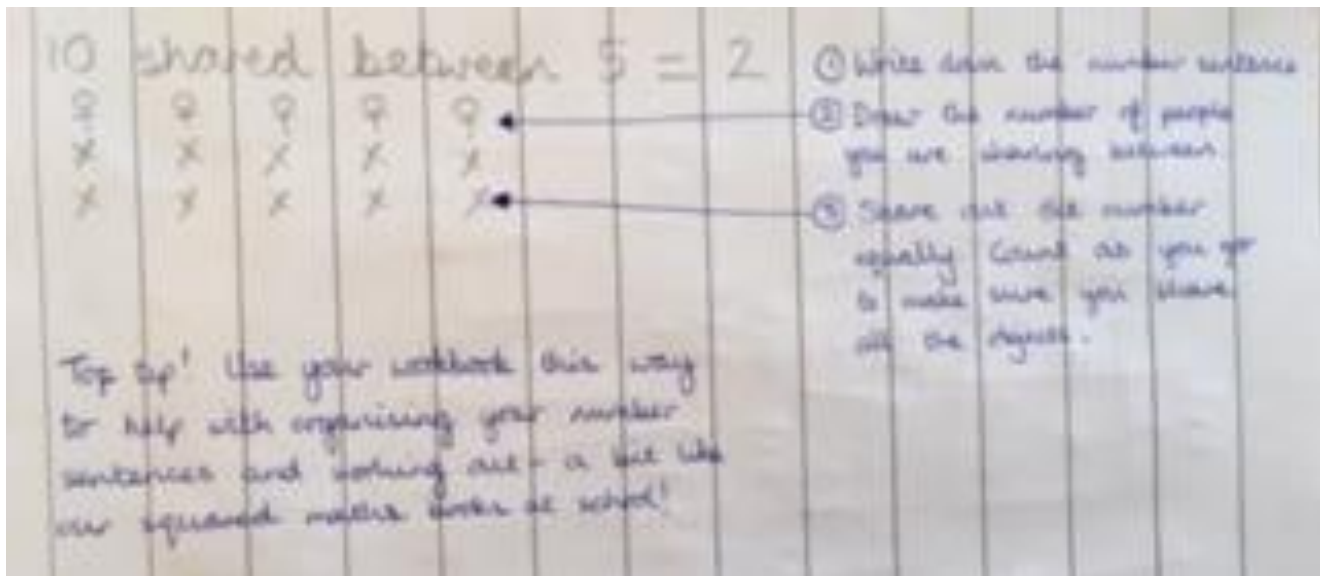 10 shared between 5 = 2
① Write down the number sentence
② Draw the number of people
you are sharing between
③ Share out the number
equally Count as you go
to make sure you share
all the objects.
Top tip! Use your workbook this way
to help with organising your number
sentences and working out - a bit like
our squared maths books at school!